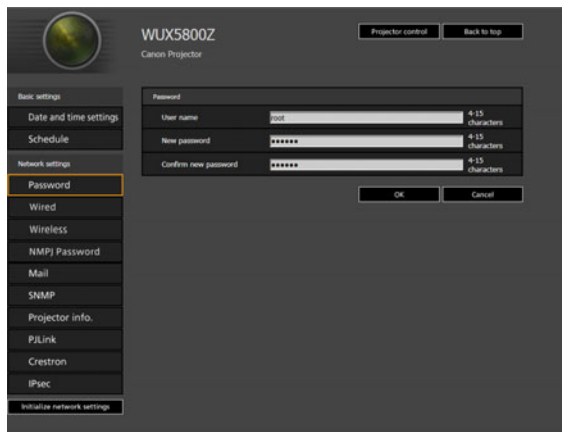 WUX5800Z
Canon Projector
Projector control
Back to top
Basic settings
Date and time settings
Schedule
Network settings
Password
Wired
Wireless
NMPJ Password
Mail
SNMP
Projector info.
PJLink
Crestron
IPsec
Initialize network settings
Password
User name
root
4-15
characters
New password
••••••
4-15
characters
Confirm new password
••••••
4-15
characters
OK
Cancel